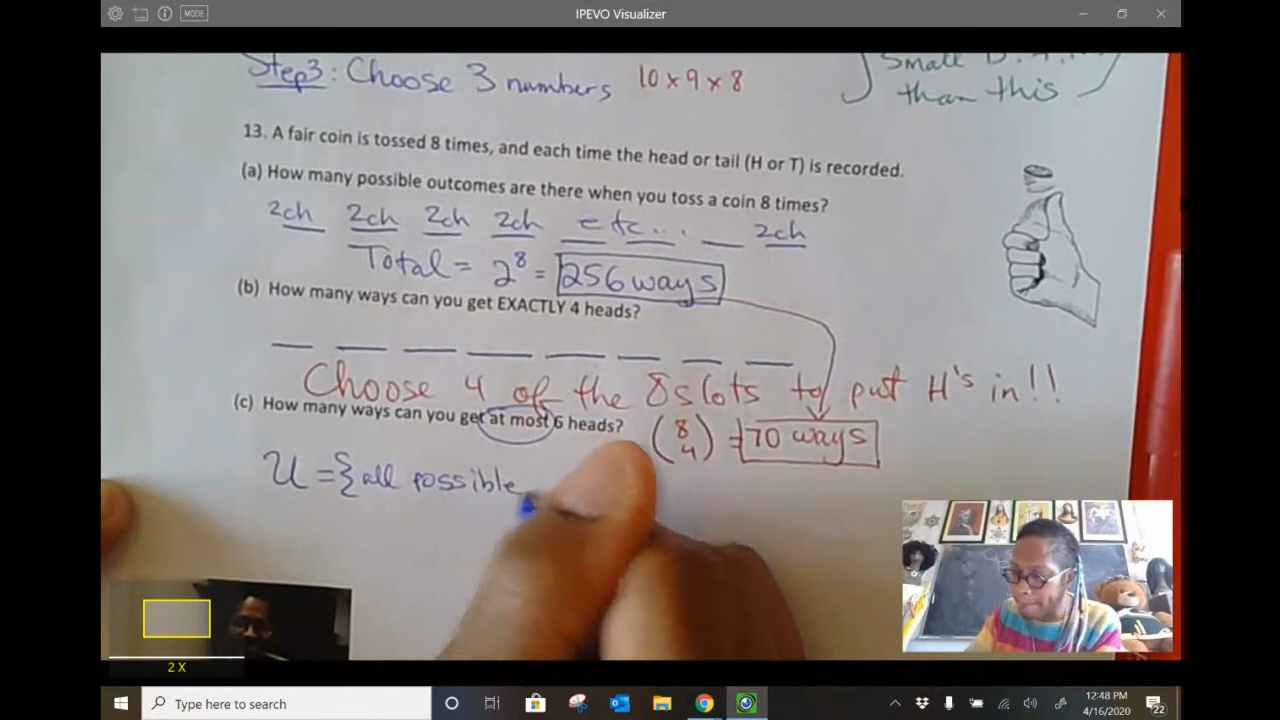 IPEVO Visualizer
MODE
Step3: Choose 3 numbers 10 x 9 x 8
Small
than this
13. A fair coin is tossed 8 times, and each time the head or tail (H or T) is recorded.
(a) How many possible outcomes are there when you toss a coin 8 times?
2ch 2ch 2ch 2ch etc... 2ch
Total = 2^8 = 256 ways
(b) How many ways can you get EXACTLY 4 heads?
Choose 4 of the 8 slots to put H's in!!
(c) How many ways can you get at most 6 heads? (8 4) = 70 ways
U = { all possible
2 X
Type here to search
12:48 PM
4/16/2020
22